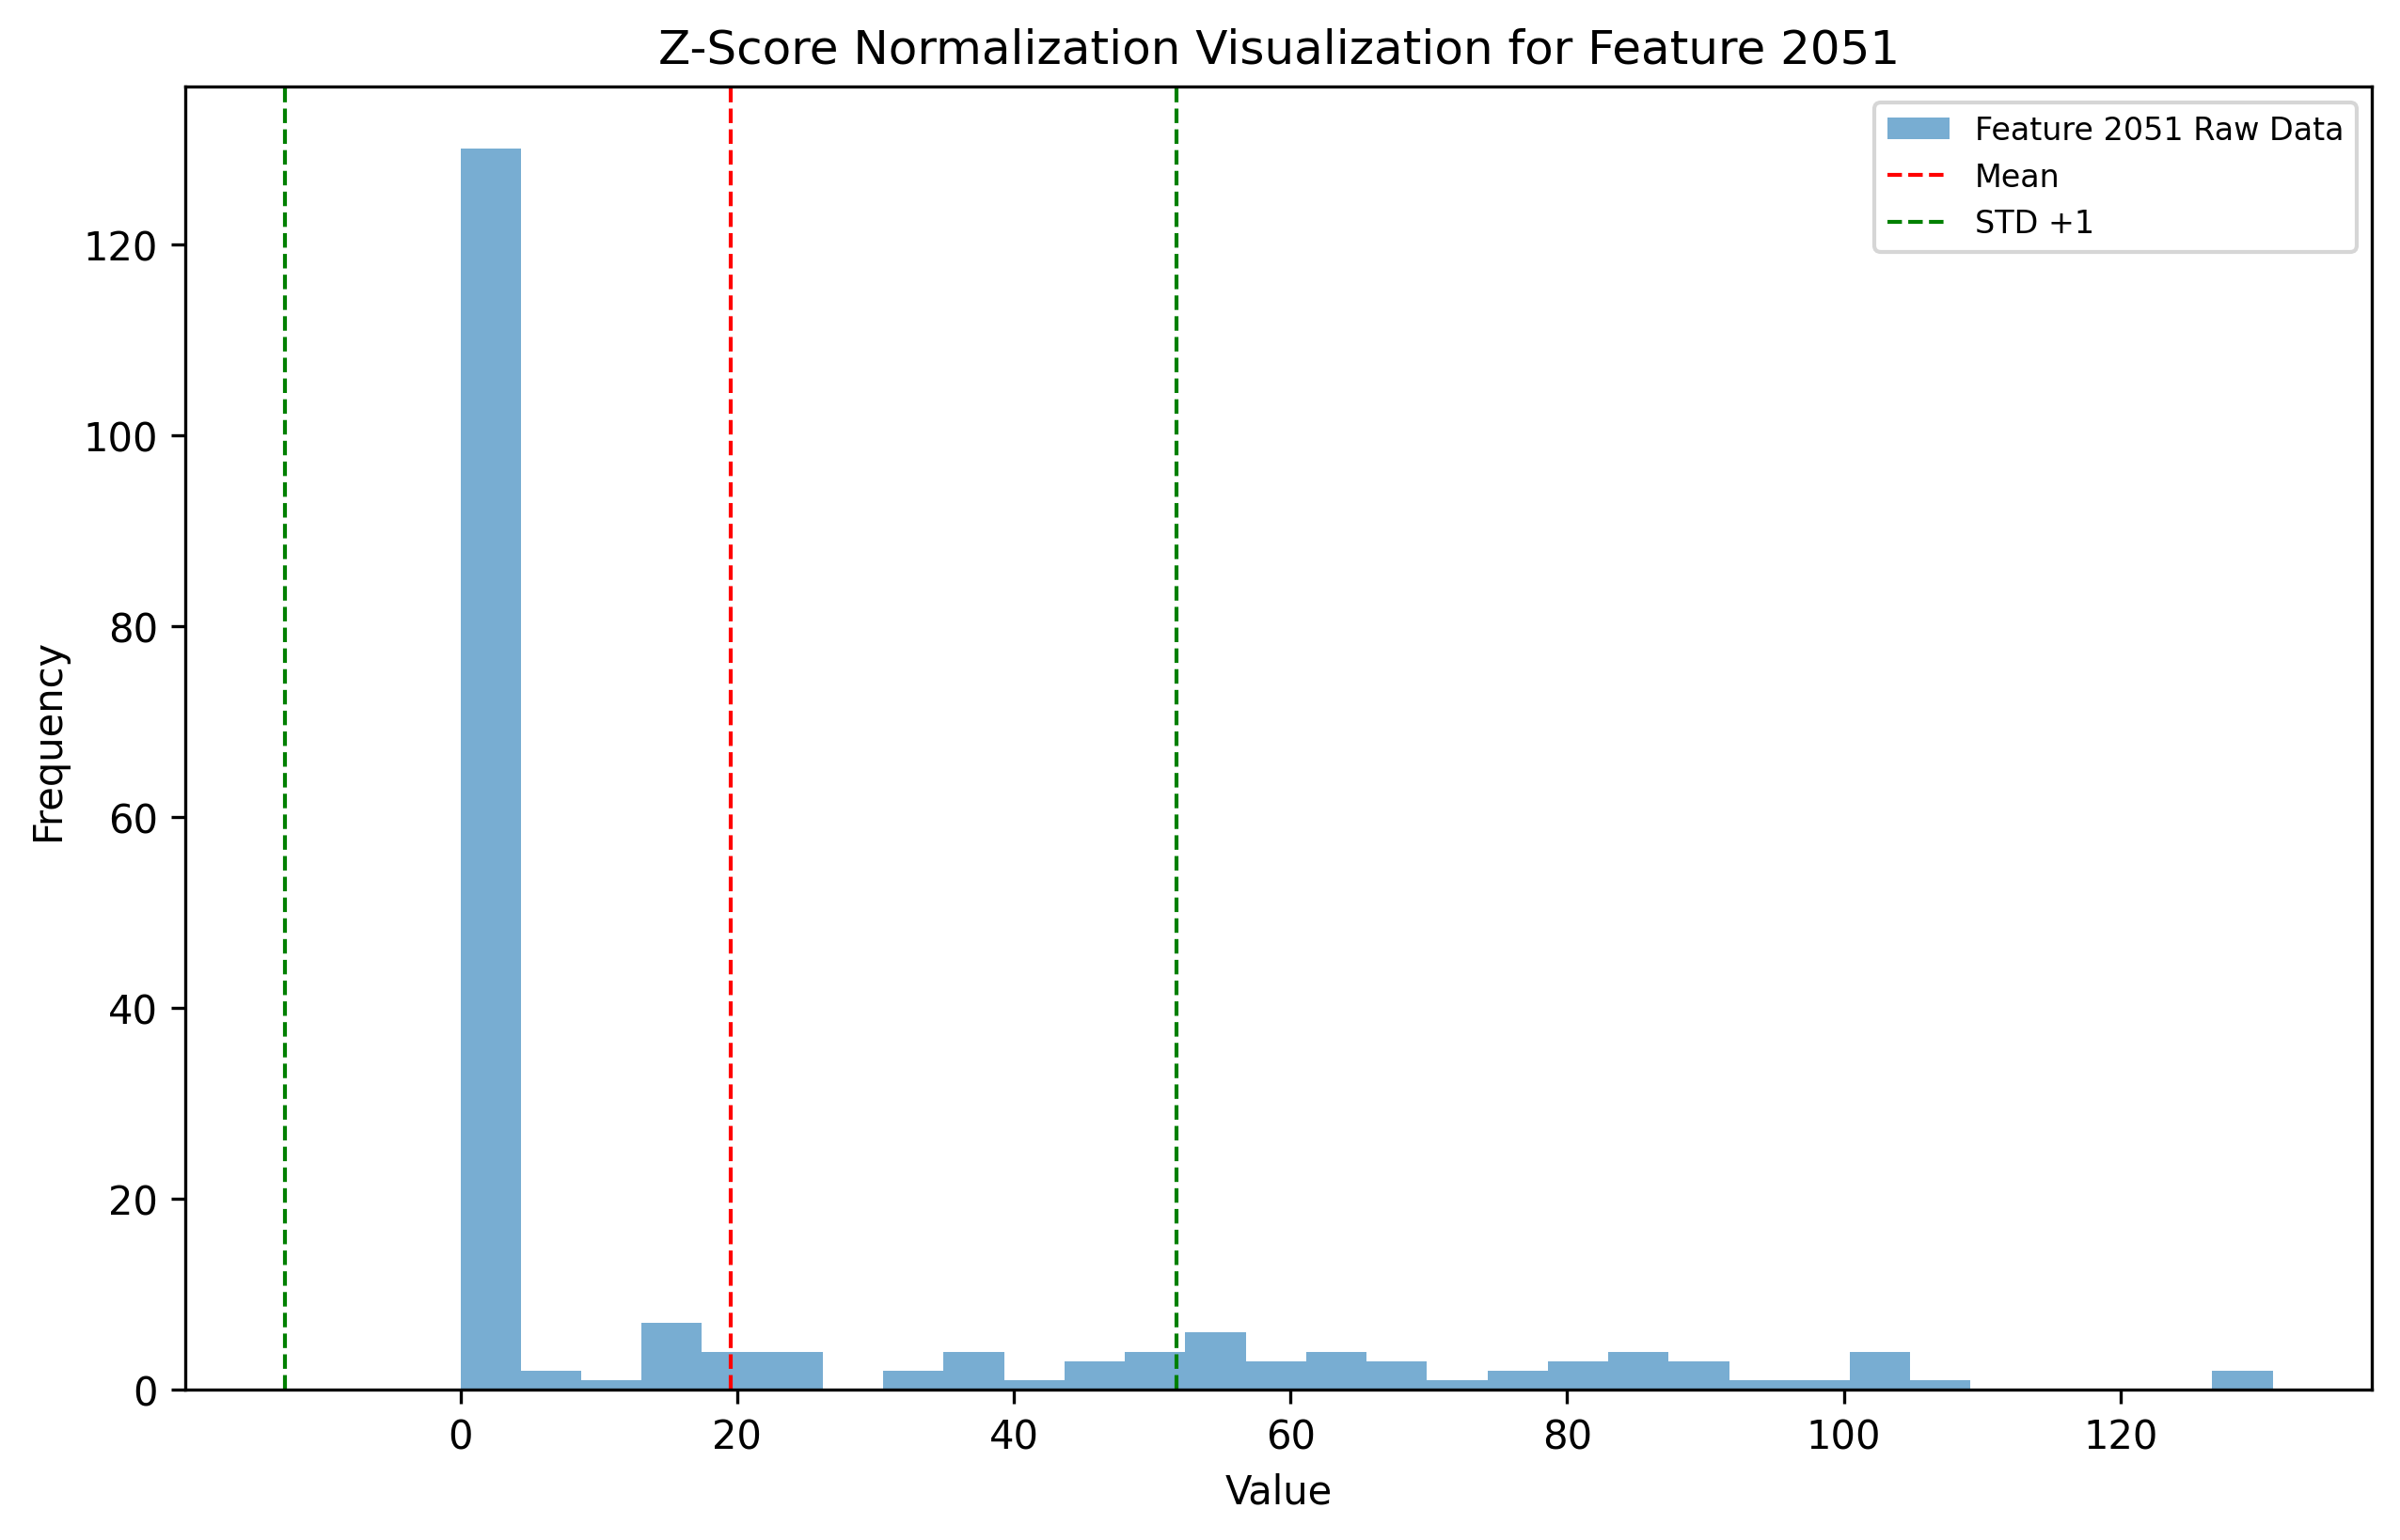 Z-Score Normalization Visualization for Feature 2051
Feature 2051 Raw Data
Mean
STD +1
Frequency
120
100
80
60
40
20
0
0 20 40 60 80 100 120
Value